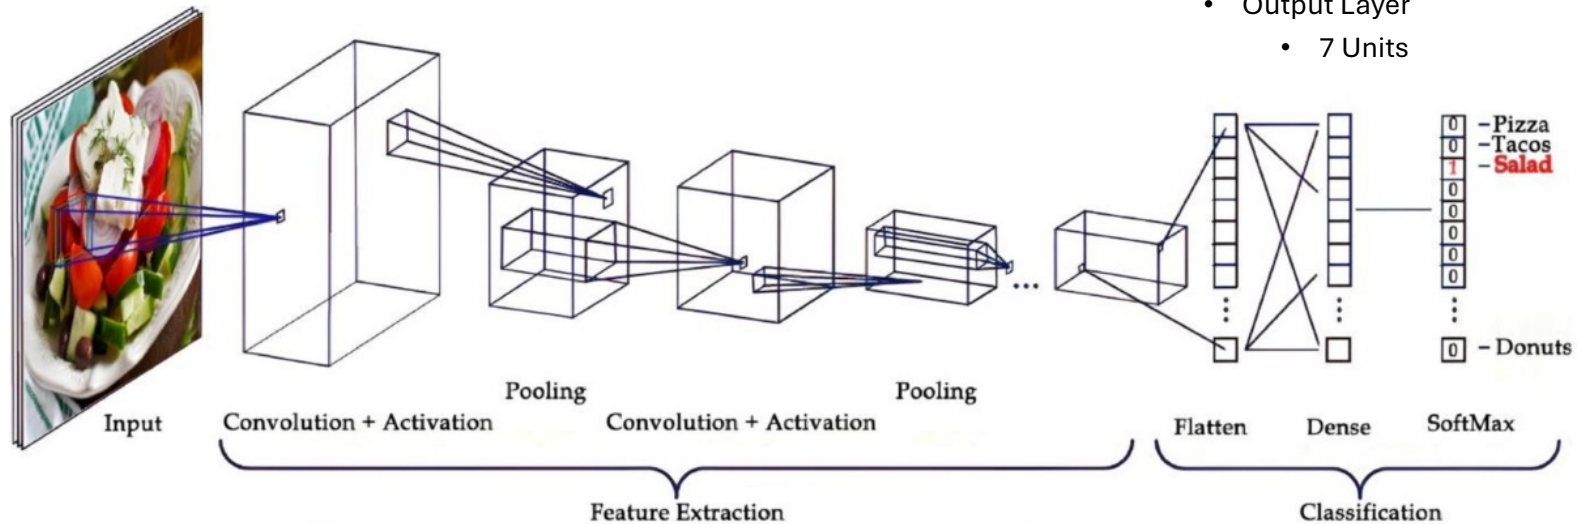 • Output Layer
• 7 Units
0 – Pizza
0 – Tacos
1 – Salad
0
0
0
0
0
0 – Donuts
...
Pooling
Pooling
Input
Convolution + Activation
Convolution + Activation
Flatten
Dense
SoftMax
Feature Extraction
Classification